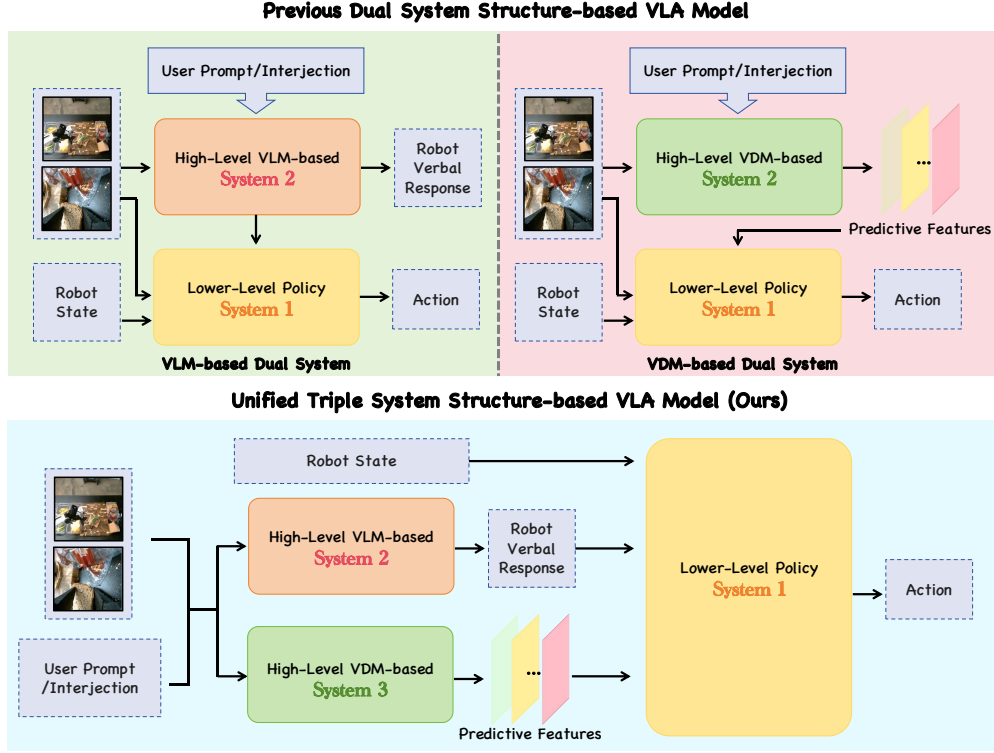 Previous Dual System Structure-based VLA Model
User Prompt/Interjection
High-Level VLM-based
System 2
Robot
Verbal
Response
Robot
State
Lower-Level Policy
System 1
Action
VLM-based Dual System
User Prompt/Interjection
High-Level VDM-based
System 2
...
Predictive Features
Robot
State
Lower-Level Policy
System 1
Action
VDM-based Dual System
Unified Triple System Structure-based VLA Model (Ours)
Robot State
High-Level VLM-based
System 2
Robot
Verbal
Response
Lower-Level Policy
System 1
Action
User Prompt
/Interjection
High-Level VDM-based
System 3
...
Predictive Features